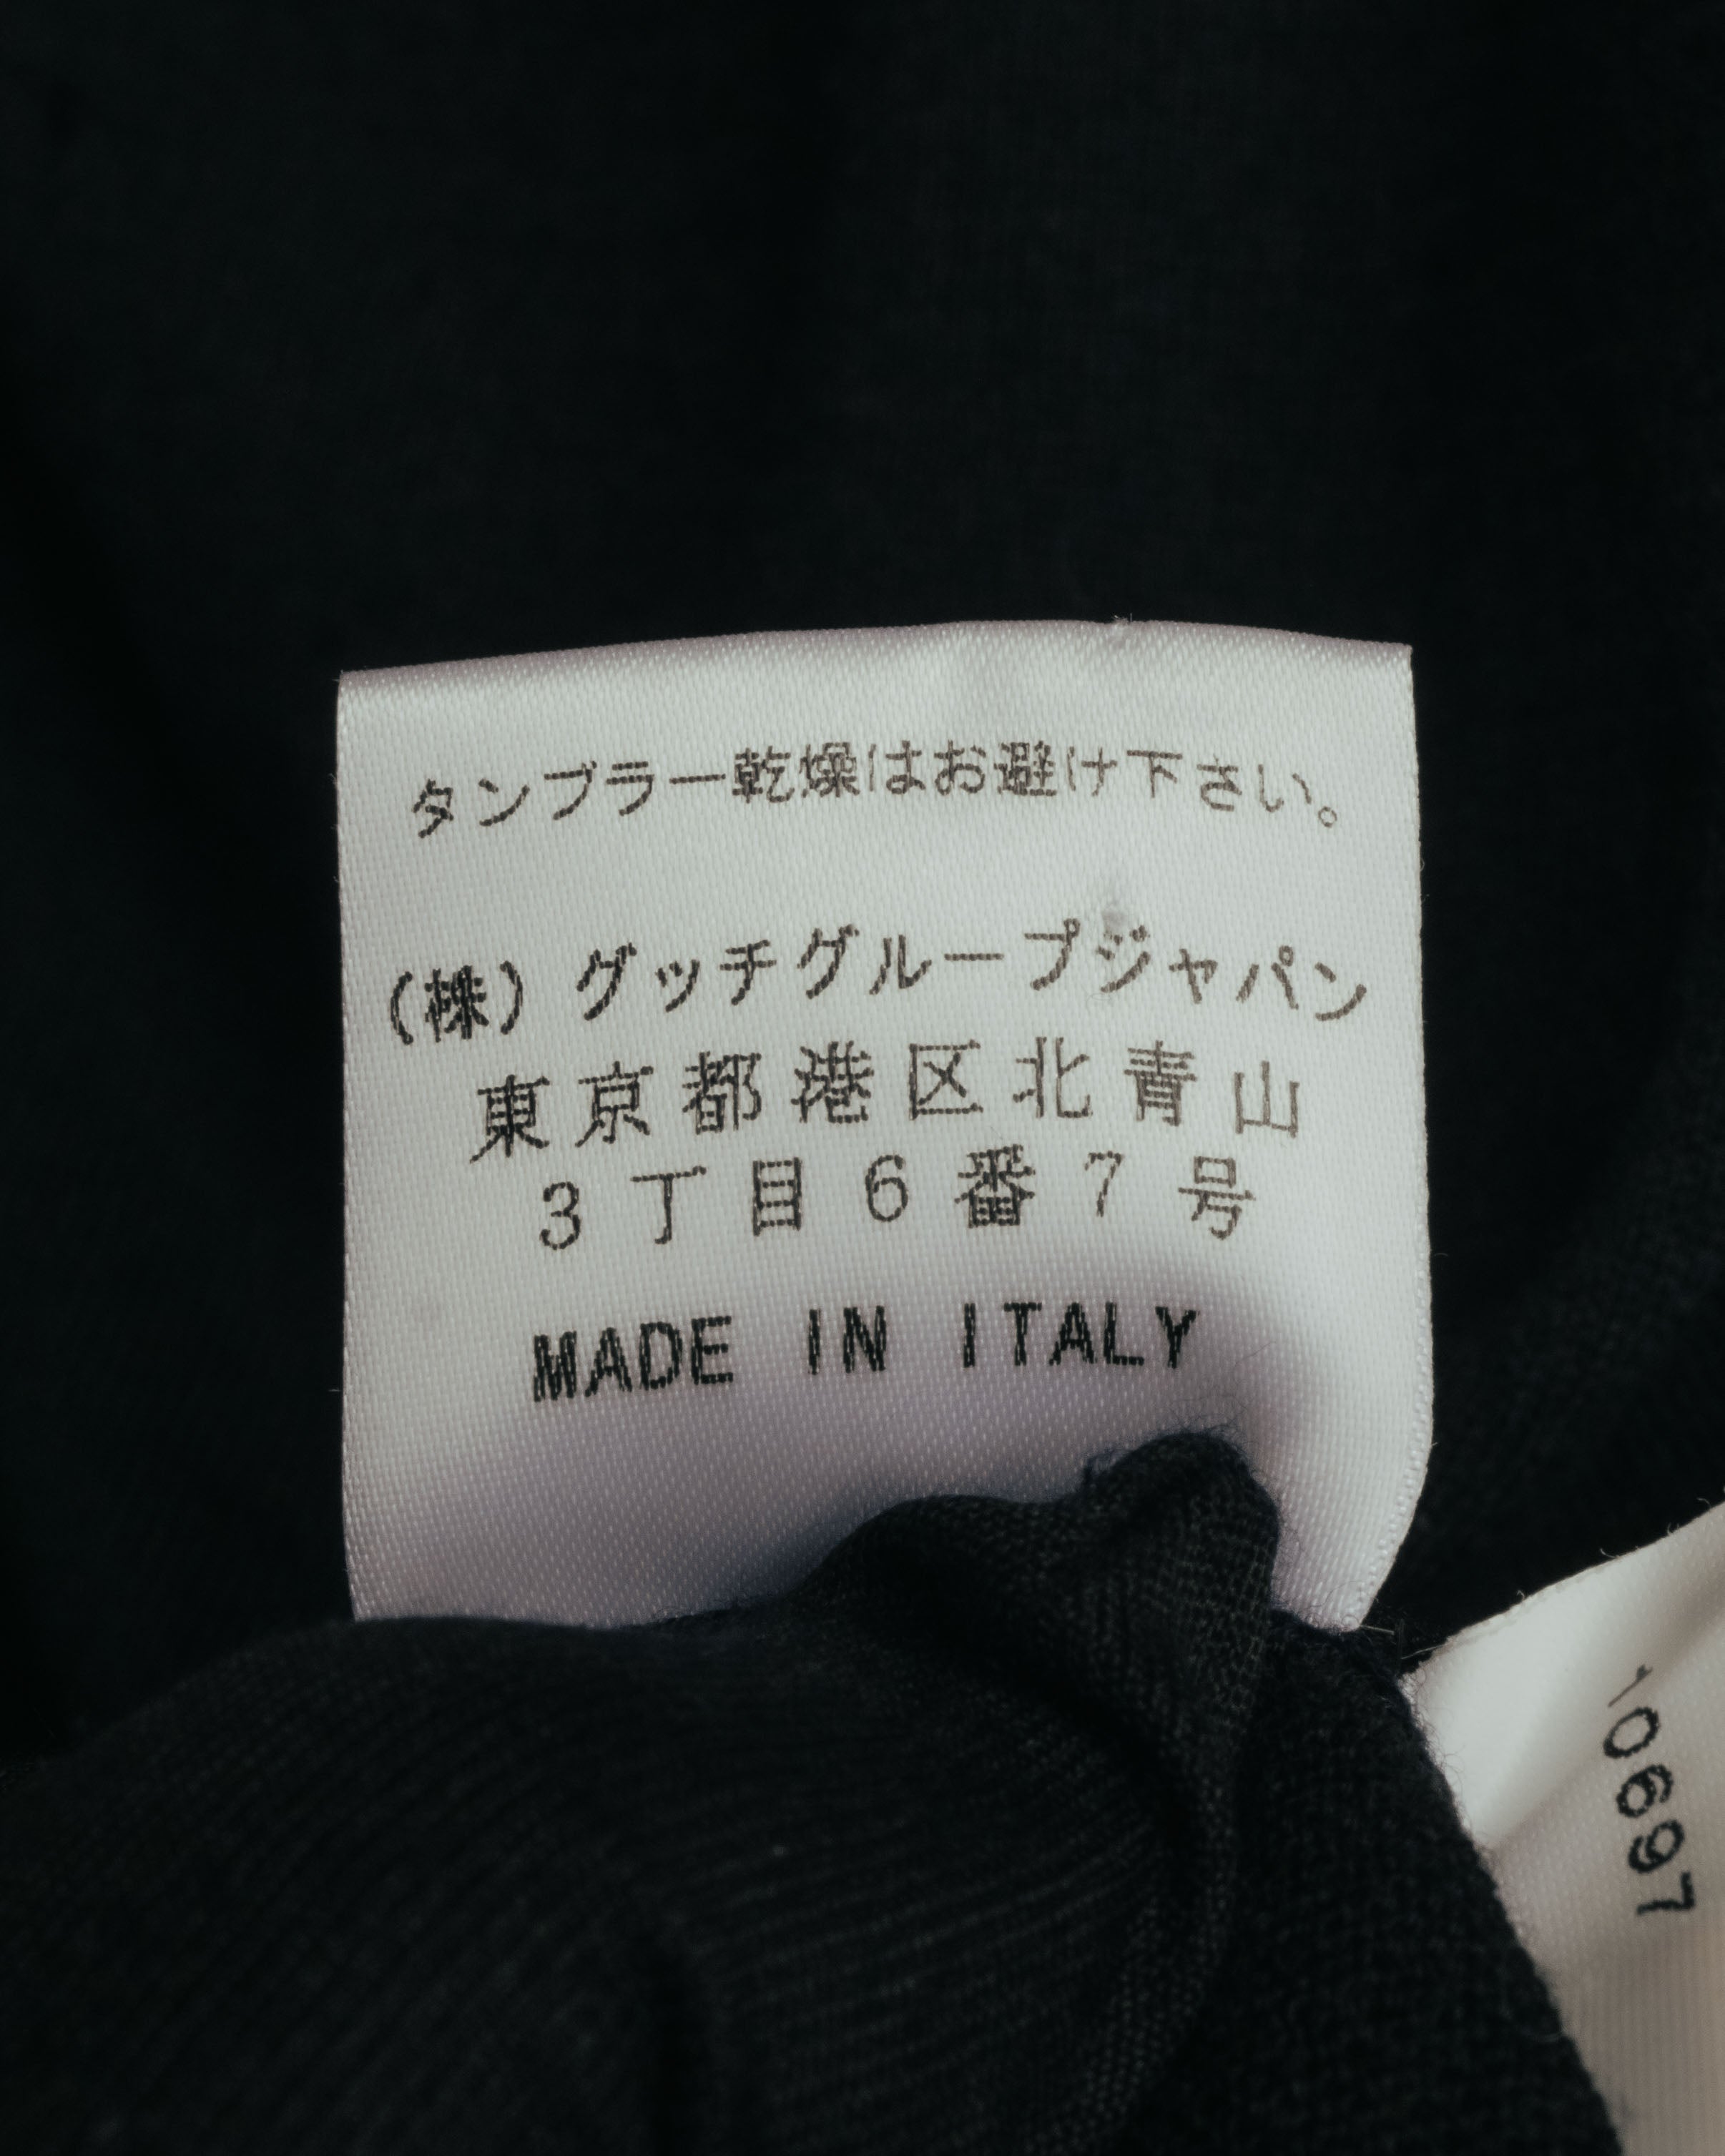 タンブラー乾燥はお避け下さい。
（株）グッチグループジャパン
東京都港区北青山
3丁目6番7号
MADE IN ITALY
10697